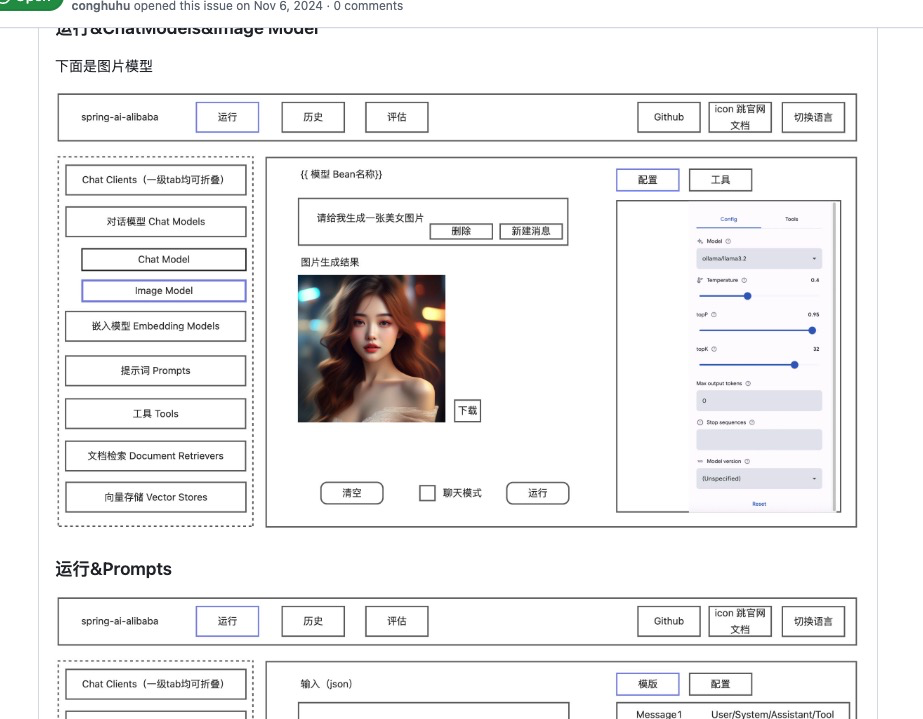 Open
conghuhu opened this issue on Nov 6, 2024 · 0 comments
运行&ChatModels&Image Model
下面是图片模型
spring-ai-alibaba
运行
历史
评估
Github
icon 跳官网
文档
切换语言
Chat Clients（一级tab均可折叠）
对话模型 Chat Models
Chat Model
Image Model
嵌入模型 Embedding Models
提示词 Prompts
工具 Tools
文档检索 Document Retrievers
向量存储 Vector Stores
{{ 模型 Bean名称}}
请给我生成一张美女图片
删除
新建消息
图片生成结果
下载
清空
聊天模式
运行
配置
工具
Config
Tools
Model
ollama/llama3.2
Temperature
0.4
topP
0.95
topK
32
Max output tokens
0
Stop sequences
Model version
(Unspecified)
Reset
运行&Prompts
spring-ai-alibaba
运行
历史
评估
Github
icon 跳官网
文档
切换语言
Chat Clients（一级tab均可折叠）
输入（json）
模版
配置
Message1
User/System/Assistant/Tool